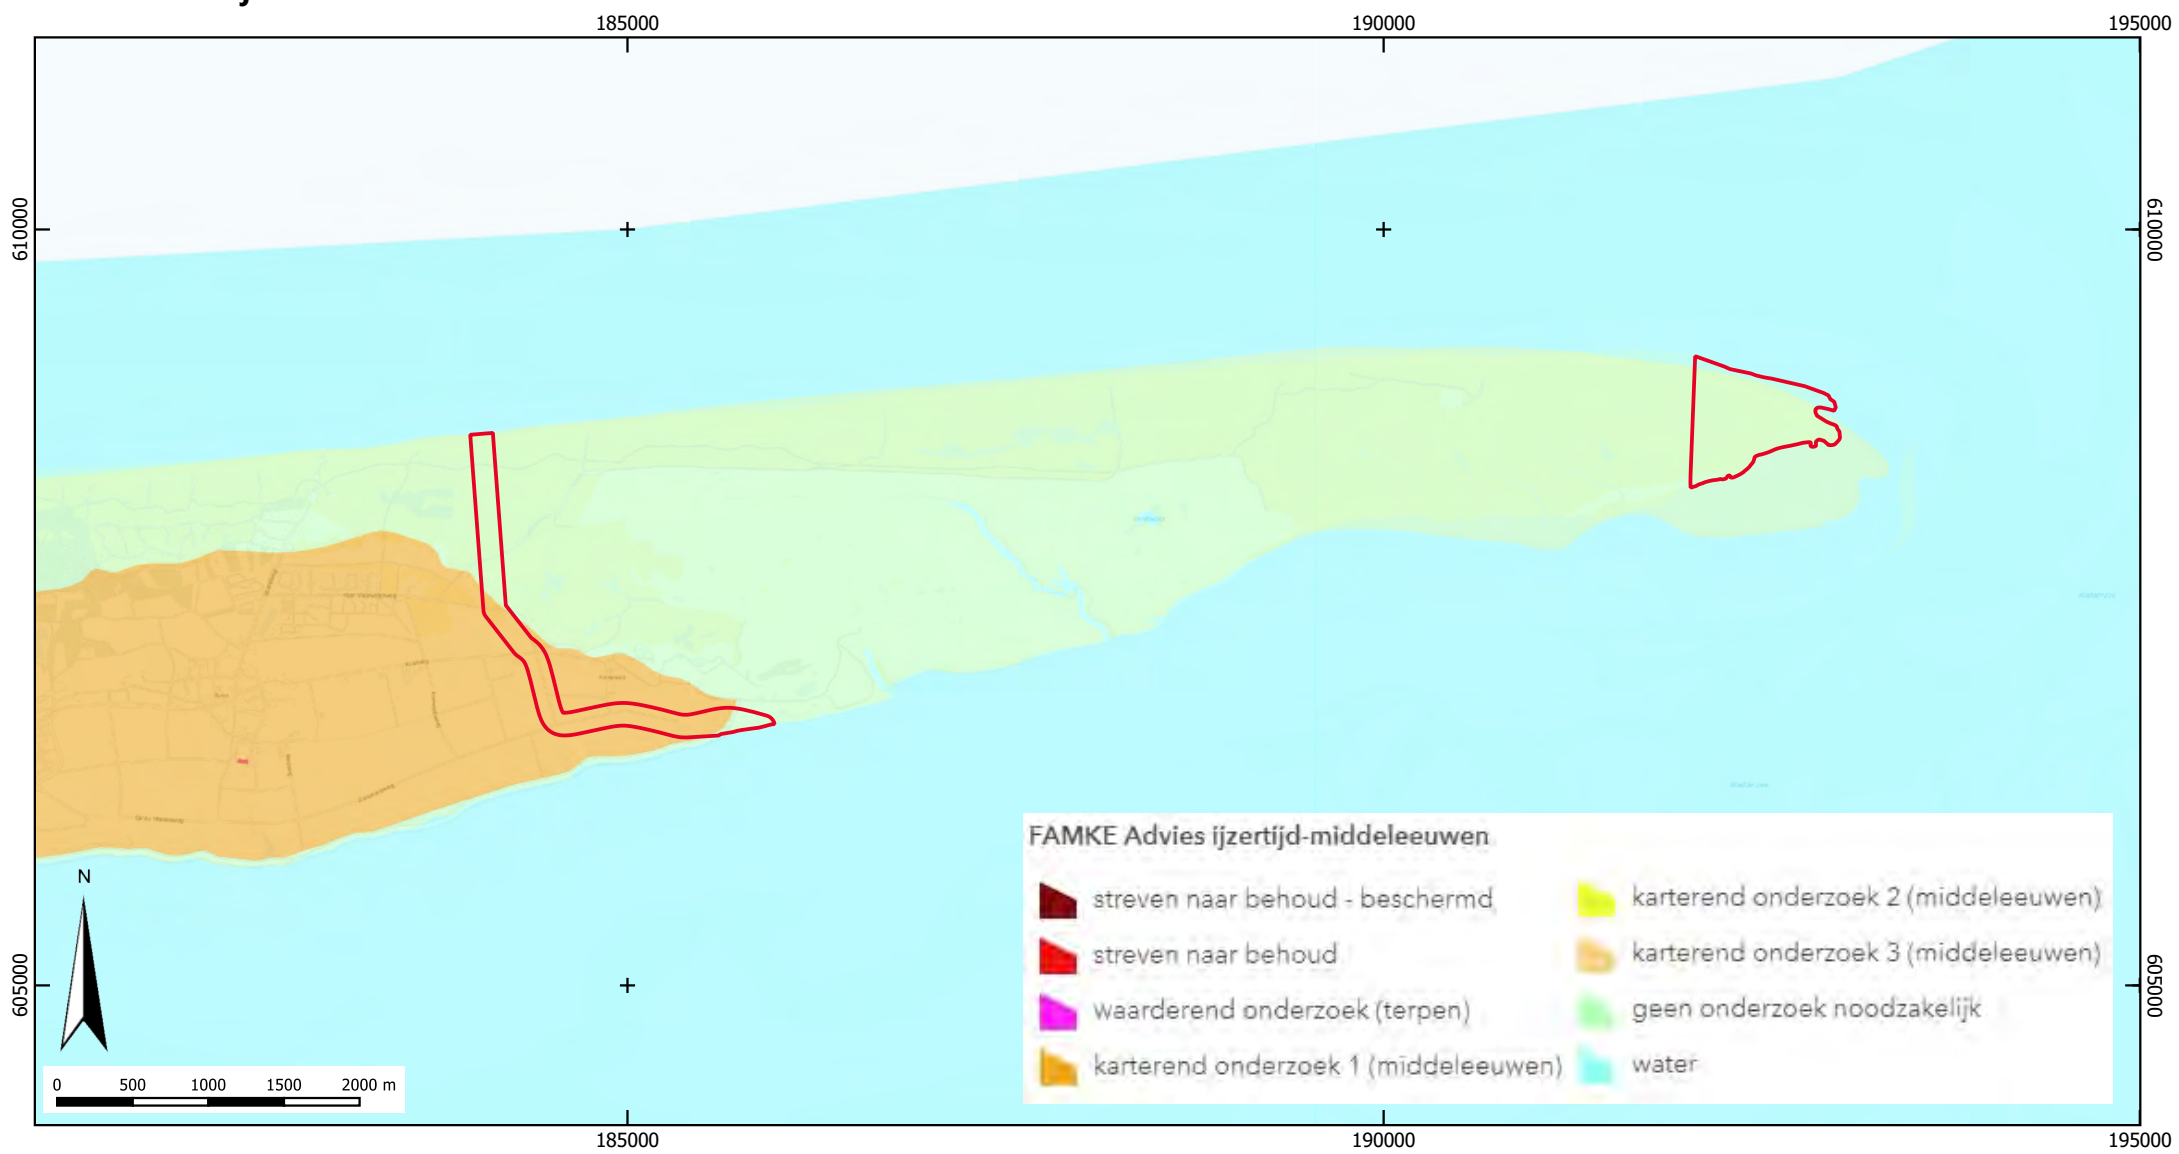 185000 190000 195000
610000 610000
605000 605000
N
0 500 1000 1500 2000 m
FAMKE Advies ijzertijd-middeleeuwen
streven naar behoud - beschermd
streven naar behoud
waarderend onderzoek (terpen)
karterend onderzoek 1 (middeleeuwen)
karterend onderzoek 2 (middeleeuwen)
karterend onderzoek 3 (middeleeuwen)
geen onderzoek noodzakelijk
water
185000 190000 195000